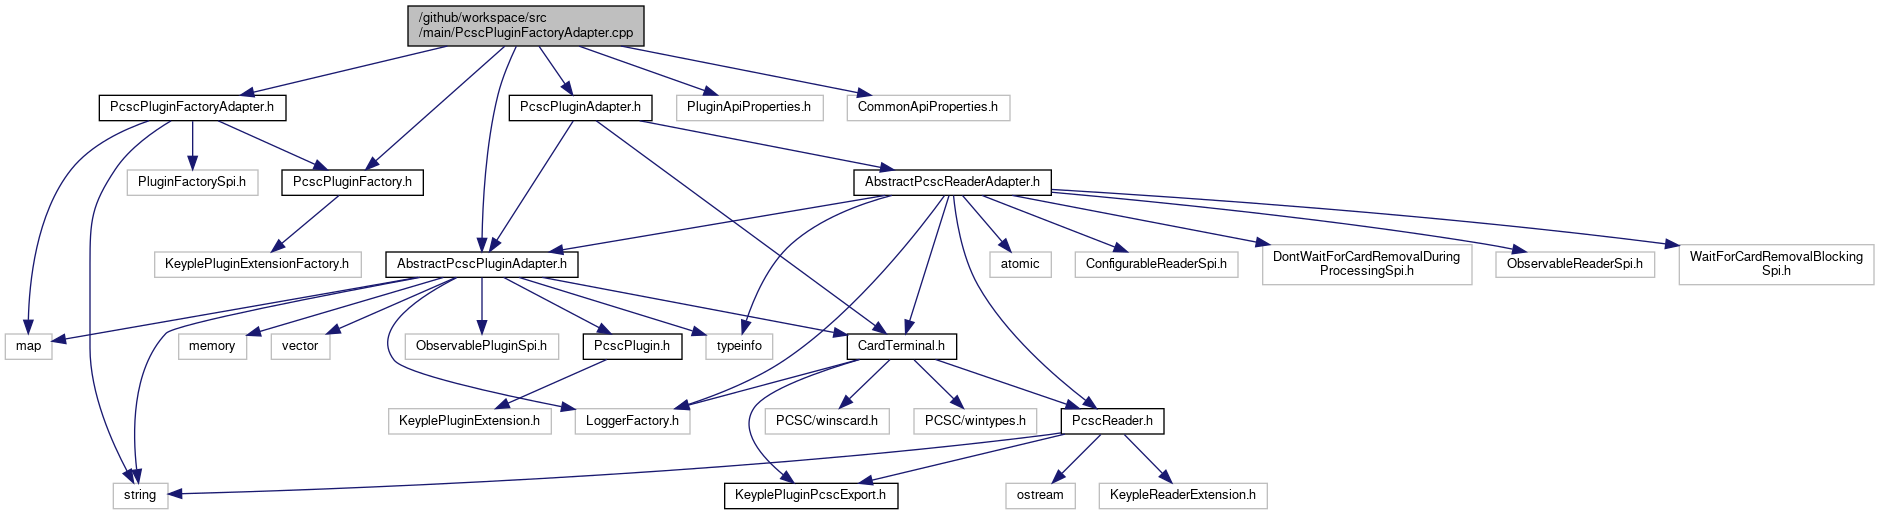 /github/workspace/src
/main/PcscPluginFactoryAdapter.cpp
PcscPluginFactoryAdapter.h
PcscPluginAdapter.h
PluginApiProperties.h
CommonApiProperties.h
PluginFactorySpi.h
PcscPluginFactory.h
AbstractPcscReaderAdapter.h
KeyplePluginExtensionFactory.h
AbstractPcscPluginAdapter.h
atomic
ConfigurableReaderSpi.h
DontWaitForCardRemovalDuring
ProcessingSpi.h
ObservableReaderSpi.h
WaitForCardRemovalBlocking
Spi.h
map
memory
vector
ObservablePluginSpi.h
PcscPlugin.h
typeinfo
CardTerminal.h
KeyplePluginExtension.h
LoggerFactory.h
PCSC/winscard.h
PCSC/wintypes.h
PcscReader.h
string
KeyplePluginPcscExport.h
ostream
KeypleReaderExtension.h